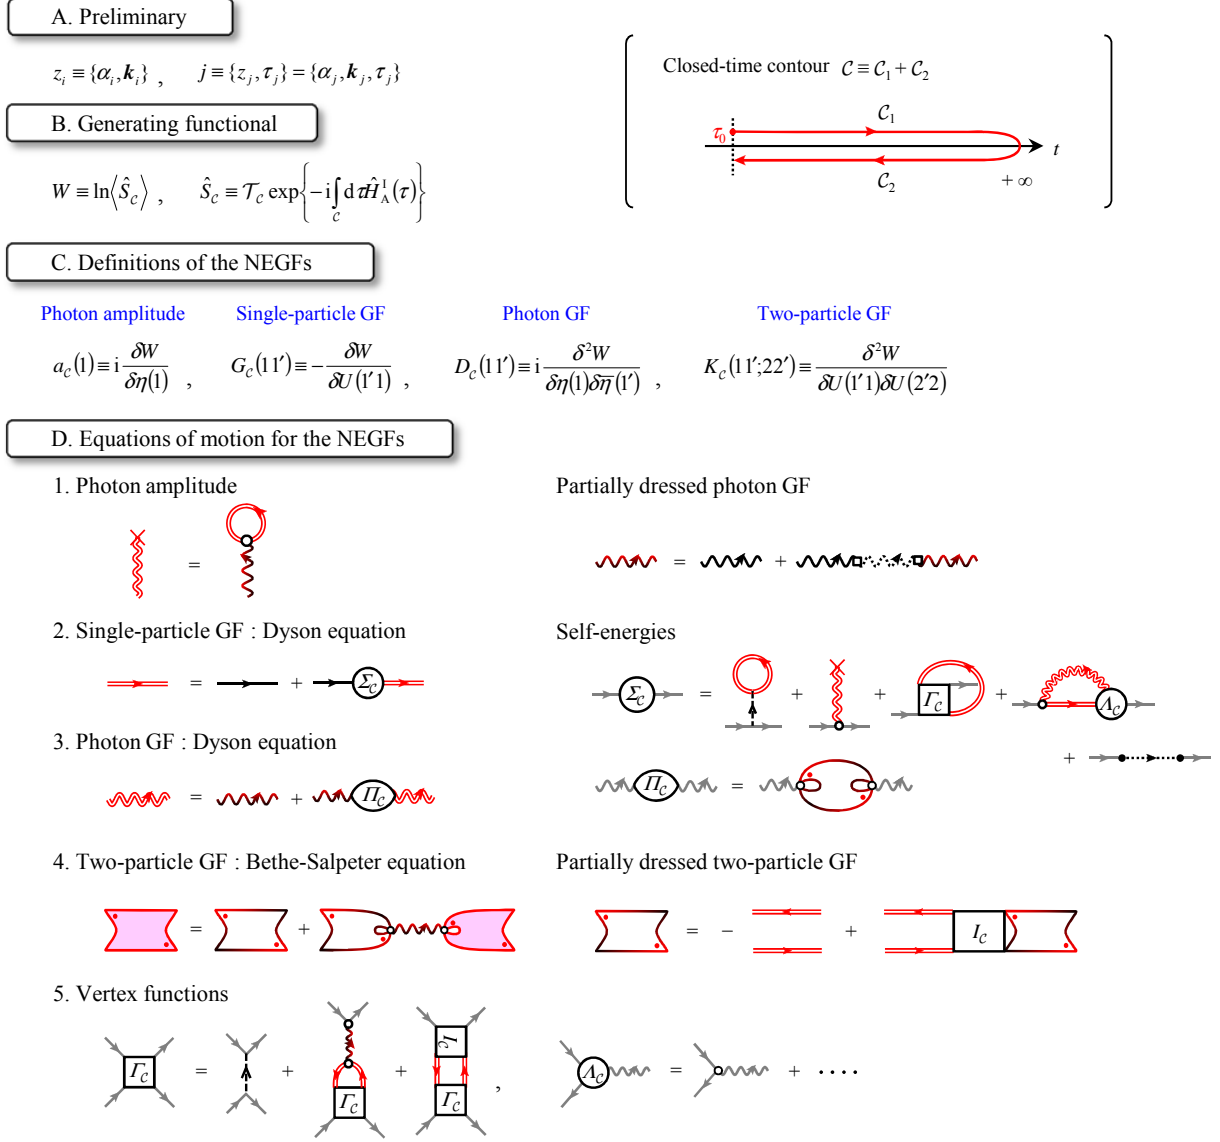 A. Preliminary
z_i ≡ {α_i, k_i} , j ≡ {z_j, τ_j} = {α_j, k_j, τ_j}
Closed-time contour 𝒞 ≡ 𝒞_1 + 𝒞_2
𝒞_1
τ_0
t
𝒞_2
+ ∞
B. Generating functional
W ≡ ln⟨Ŝ_𝒞⟩ , Ŝ_𝒞 ≡ 𝒯_𝒞 exp{−i∫_𝒞 dτ Ĥ_A^I(τ)}
C. Definitions of the NEGFs
Photon amplitude Single-particle GF Photon GF Two-particle GF
a_𝒞(1) ≡ i δW/δη(1) , G_𝒞(11′) ≡ − δW/δU(1′1) , D_𝒞(11′) ≡ i δ²W/δη(1)δη̅(1′) , K_𝒞(11′;22′) ≡ δ²W/δU(1′1)δU(2′2)
D. Equations of motion for the NEGFs
1. Photon amplitude
=
Partially dressed photon GF
= +
2. Single-particle GF : Dyson equation
= + Σ_𝒞
Self-energies
Σ_𝒞 = + + Γ_𝒞 + Λ_𝒞
+
3. Photon GF : Dyson equation
= + Π_𝒞
Π_𝒞 =
4. Two-particle GF : Bethe-Salpeter equation
= +
Partially dressed two-particle GF
= − + I_𝒞
5. Vertex functions
Γ_𝒞 = + Γ_𝒞 + I_𝒞 Γ_𝒞 ,
Λ_𝒞 = + ....